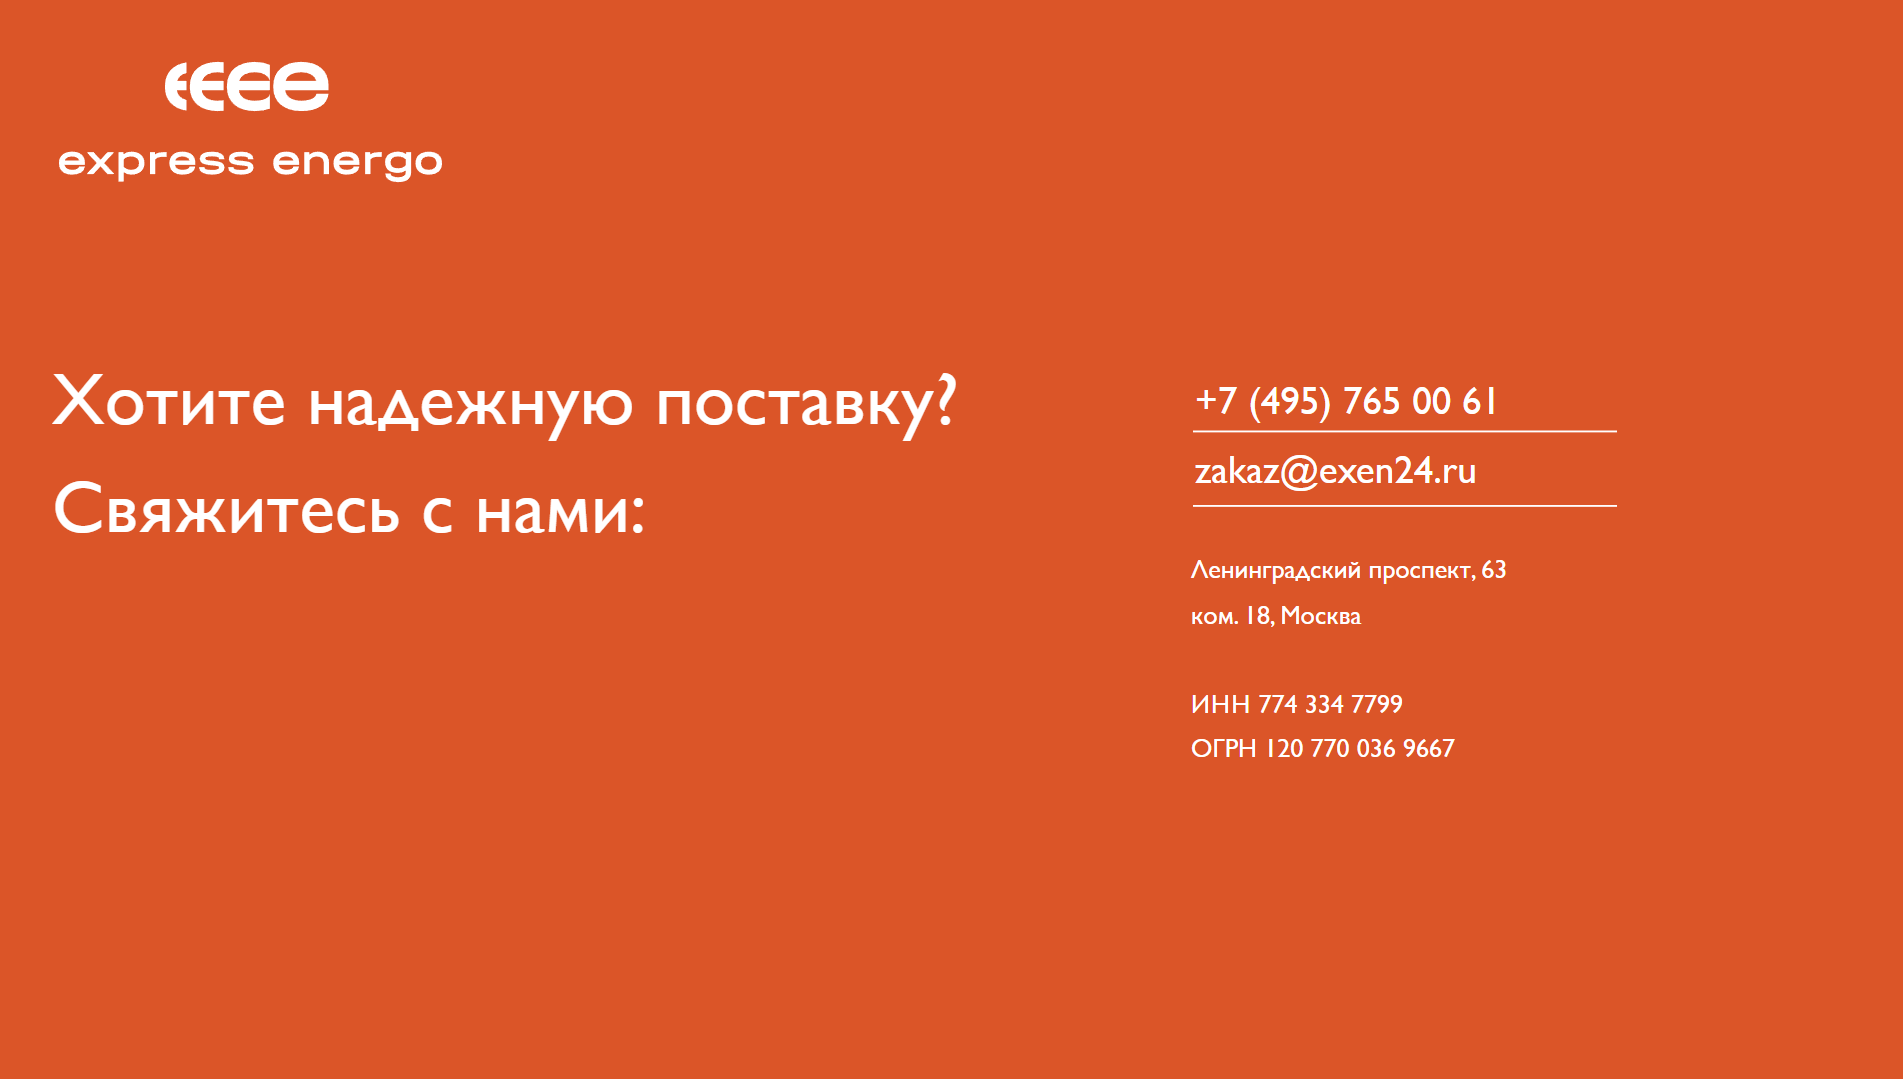 express energo
Хотите надежную поставку?
Свяжитесь с нами:
+7 (495) 765 00 61
zakaz@exen24.ru
Ленинградский проспект, 63
ком. 18, Москва
ИНН 774 334 7799
ОГРН 120 770 036 9667